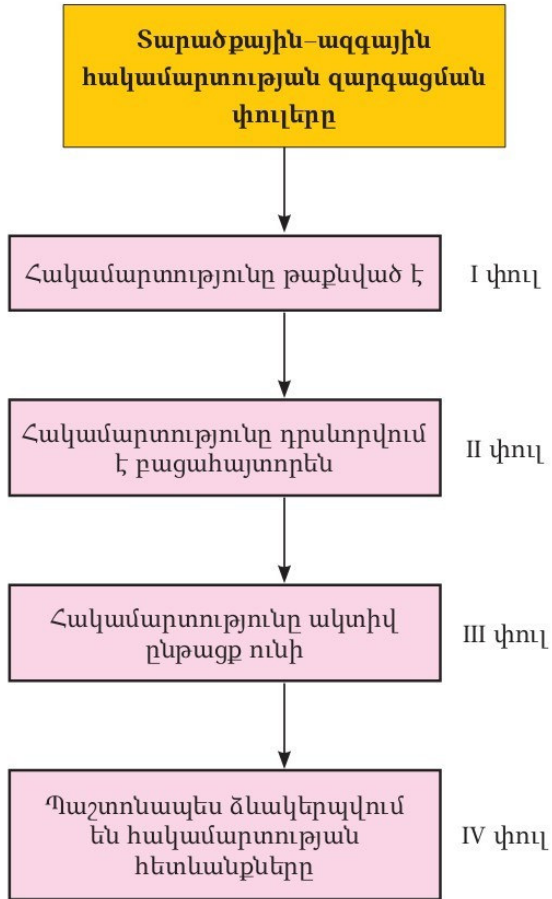 Տարածքային–ազգային
հակամարտության զարգացման
փուլերը
Հակամարտությունը թաքնված է
I փուլ
Հակամարտությունը դրսևորվում
է բացահայտորեն
II փուլ
Հակամարտությունը ակտիվ
ընթացք ունի
III փուլ
Պաշտոնապես ձևակերպվում
են հակամարտության
հետևանքները
IV փուլ